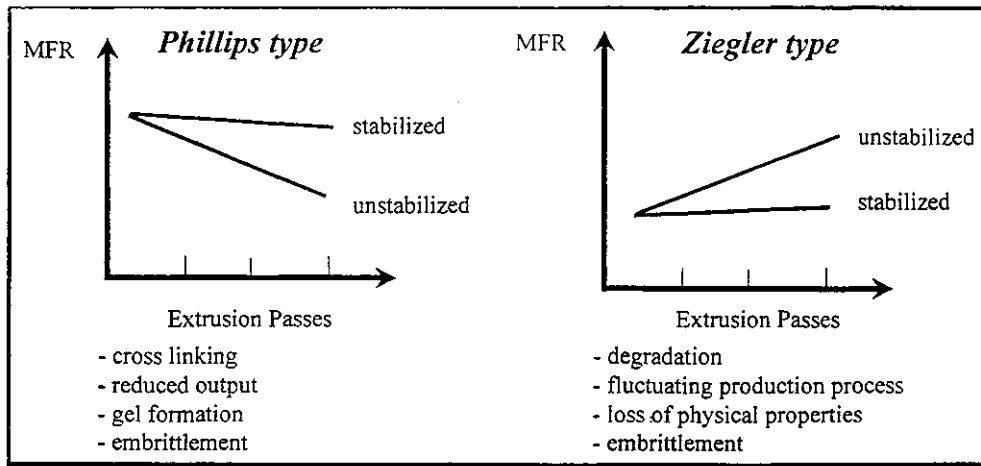 MFR
Phillips type
stabilized
unstabilized
Extrusion Passes
- cross linking
- reduced output
- gel formation
- embrittlement
MFR
Ziegler type
unstabilized
stabilized
Extrusion Passes
- degradation
- fluctuating production process
- loss of physical properties
- embrittlement